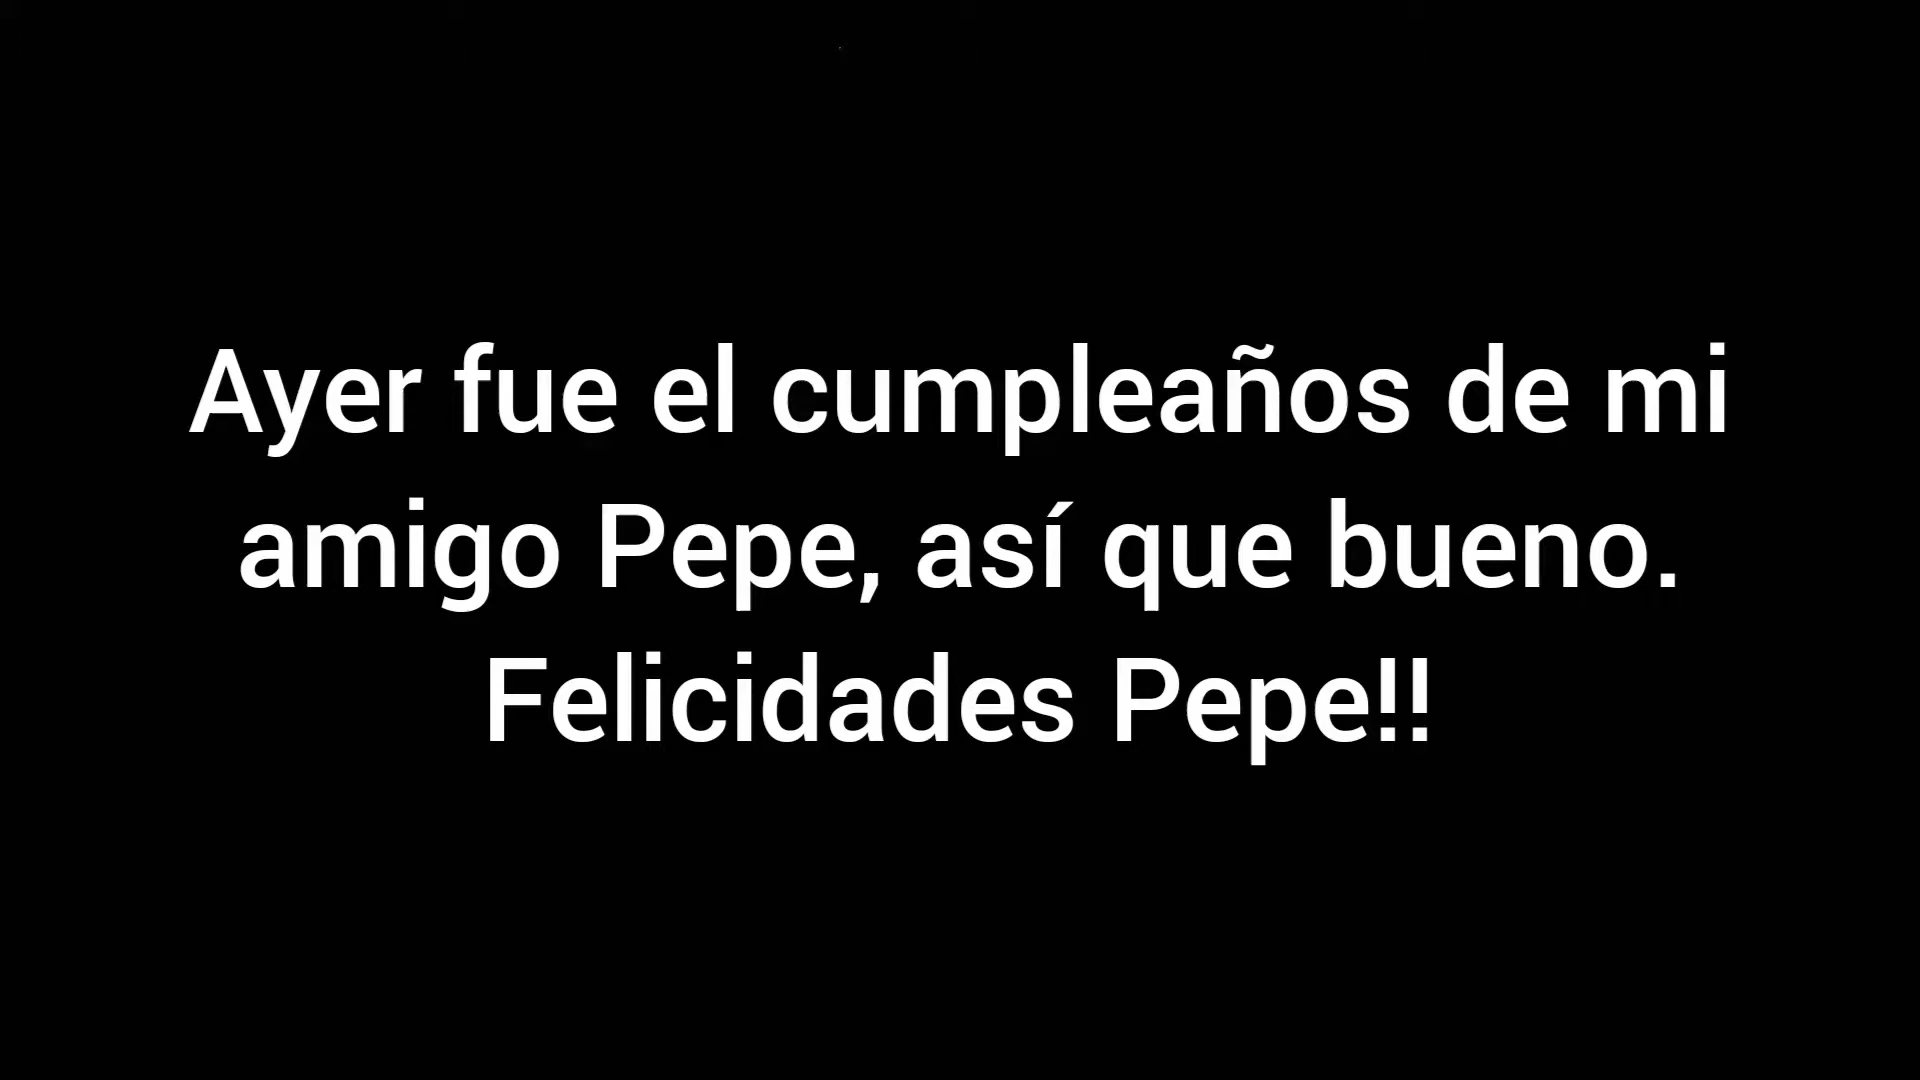 Ayer fue el cumpleaños de mi
amigo Pepe, así que bueno.
Felicidades Pepe!!